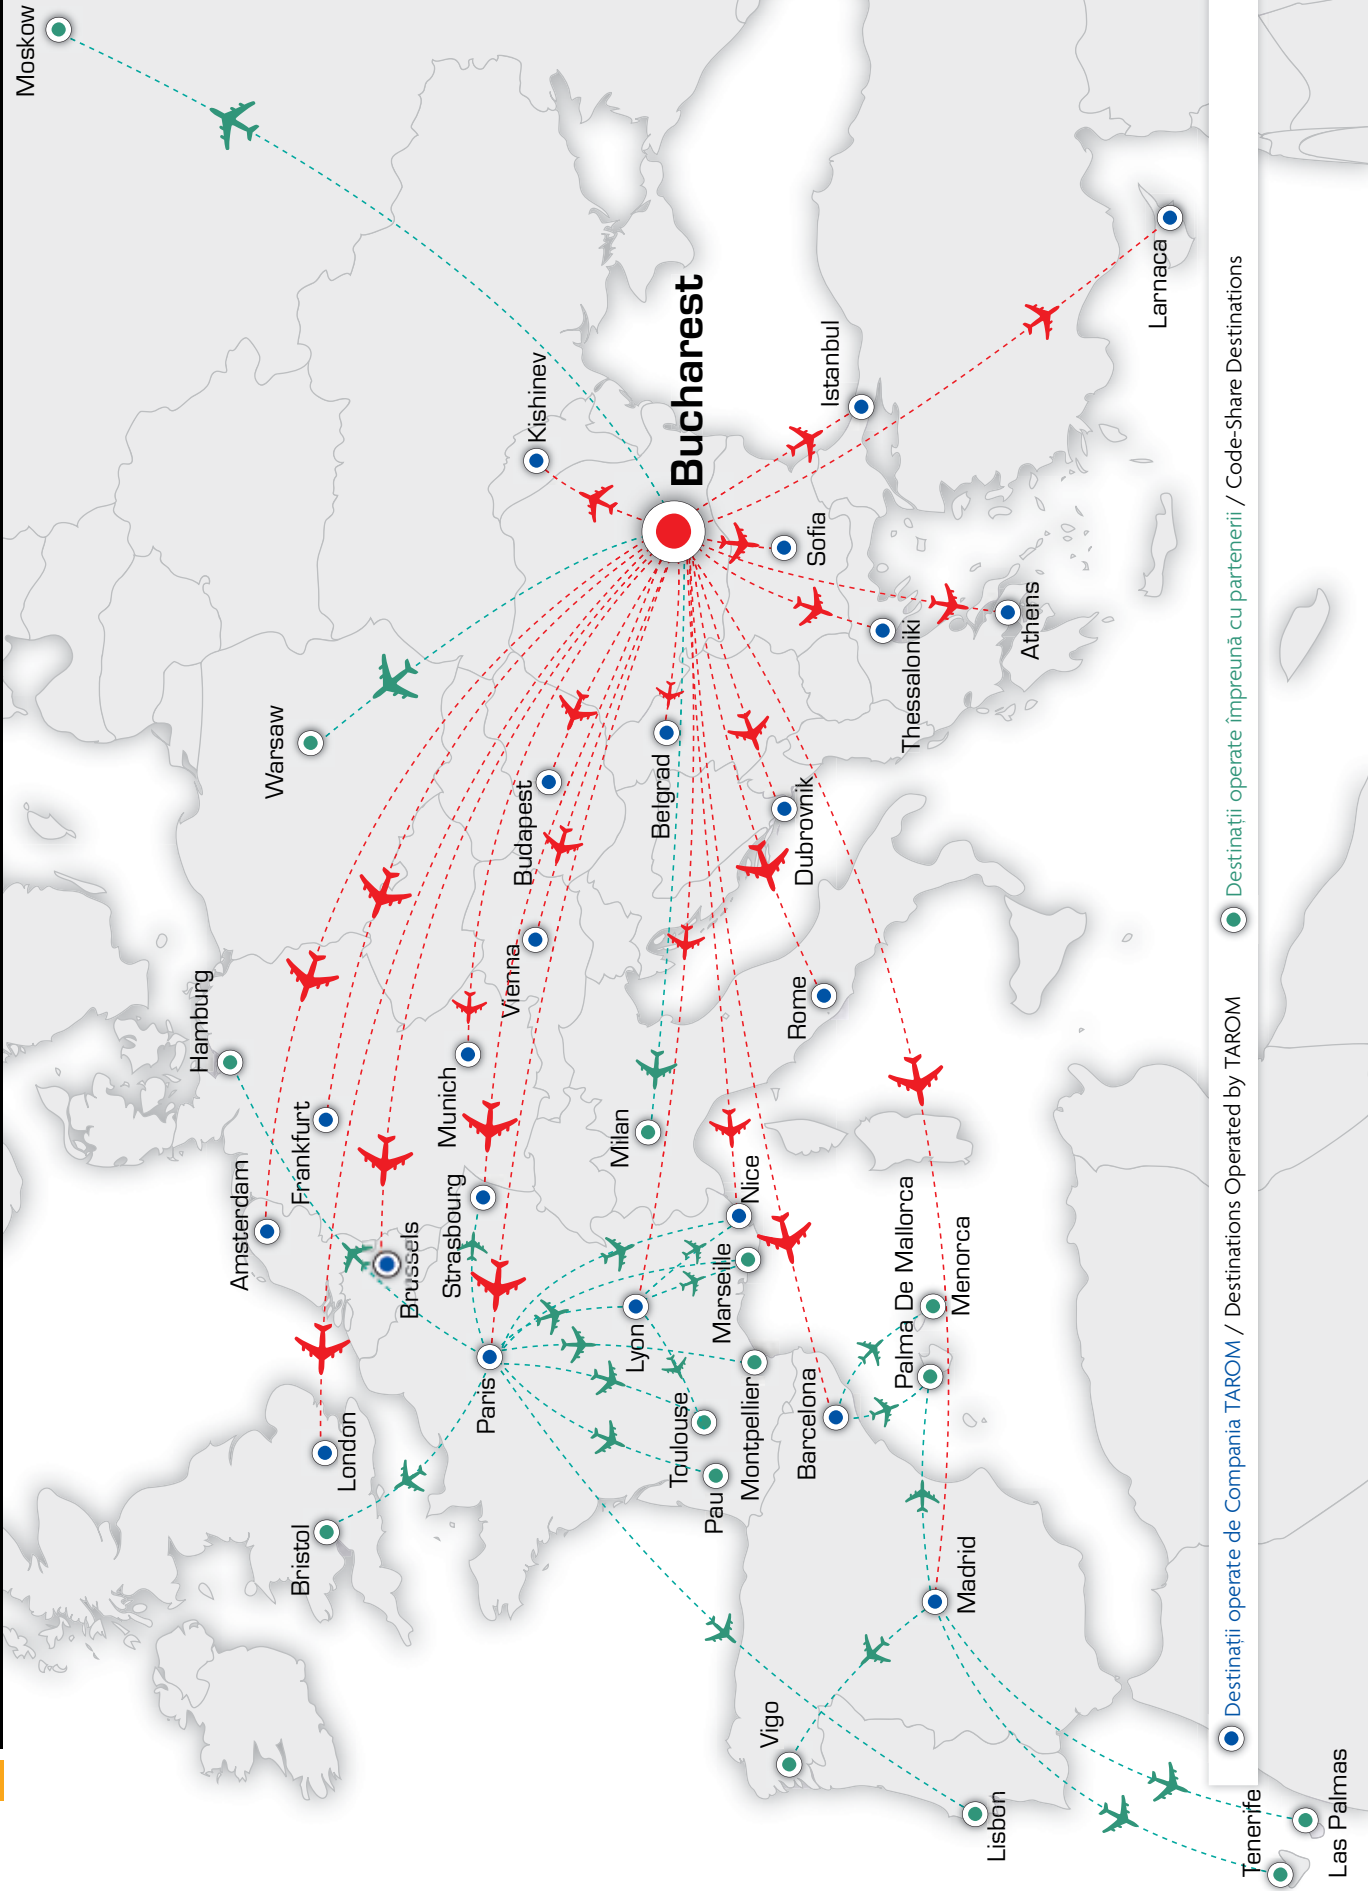 Moskow
Hamburg
Warsaw
Amsterdam
Frankfurt
London
Bristol
Brussels
Munich
Vienna
Budapest
Kishinev
Strasbourg
Paris
Belgrad
Bucharest
Milan
Lyon
Nice
Marseille
Toulouse
Montpellier
Pau
Barcelona
Dubrovnik
Rome
Sofia
Istanbul
Thessaloniki
Athens
Larnaca
Palma De Mallorca
Menorca
Madrid
Vigo
Lisbon
Tenerife
Las Palmas
Destinații operate de Compania TAROM / Destinations Operated by TAROM
Destinații operate împreună cu partenerii / Code-Share Destinations